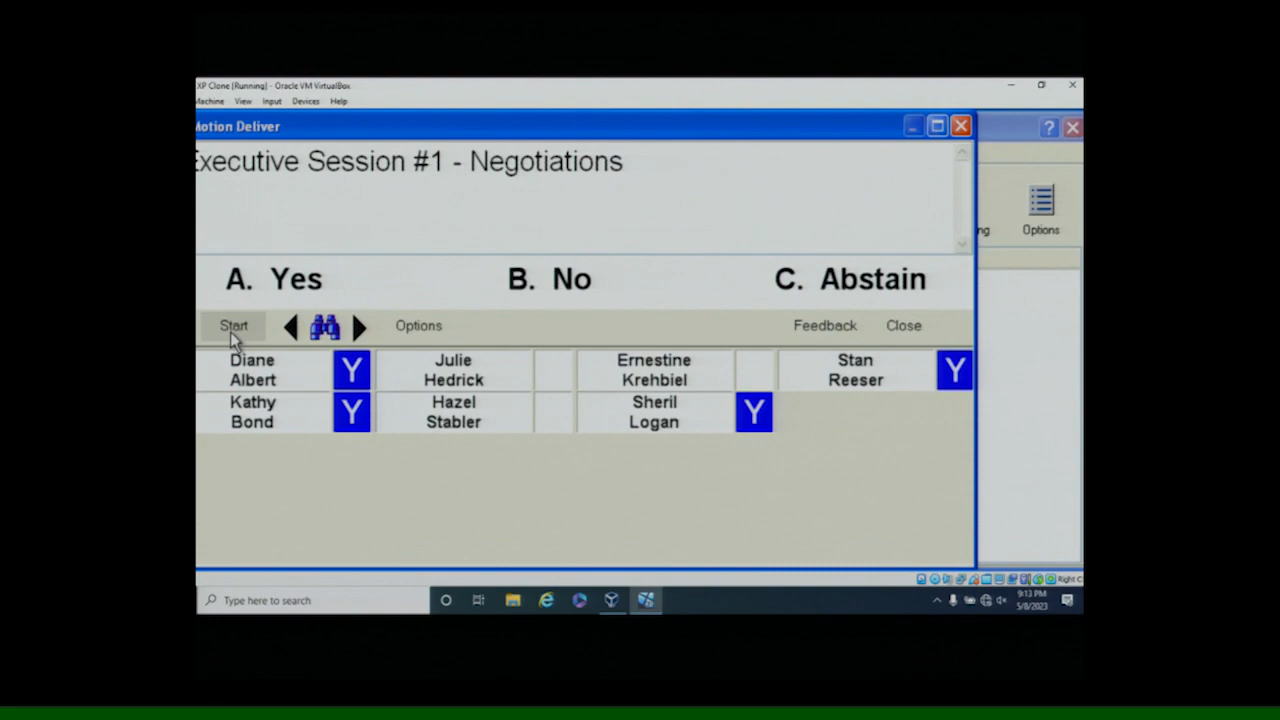 XP Clone [Running] - Oracle VM VirtualBox
Machine View Input Devices Help
Motion Deliver
Executive Session #1 - Negotiations
Options
A. Yes B. No C. Abstain
Start Options Feedback Close
Diane Albert Y Julie Hedrick Ernestine Krehbiel Stan Reeser Y
Kathy Bond Y Hazel Stabler Sheril Logan Y
Right C
Type here to search
9:13 PM
5/8/2023